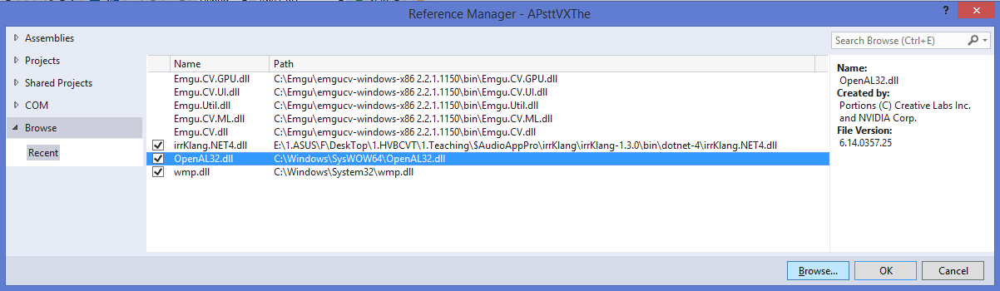 Reference Manager - APsttVXThe
Assemblies
Projects
Shared Projects
COM
Browse
Recent
Search Browse (Ctrl+E)
Name Path
Emgu.CV.GPU.dll C:\Emgu\emgucv-windows-x86 2.2.1.1150\bin\Emgu.CV.GPU.dll
Emgu.CV.UI.dll C:\Emgu\emgucv-windows-x86 2.2.1.1150\bin\Emgu.CV.UI.dll
Emgu.Util.dll C:\Emgu\emgucv-windows-x86 2.2.1.1150\bin\Emgu.Util.dll
Emgu.CV.ML.dll C:\Emgu\emgucv-windows-x86 2.2.1.1150\bin\Emgu.CV.ML.dll
Emgu.CV.dll C:\Emgu\emgucv-windows-x86 2.2.1.1150\bin\Emgu.CV.dll
irrKlang.NET4.dll E:\1.ASUS\F\DeskTop\1.HVBCVT\1.Teaching\$AudioAppPro\irrKlang\irrKlang-1.3.0\bin\dotnet-4\irrKlang.NET4.dll
OpenAL32.dll C:\Windows\SysWOW64\OpenAL32.dll
wmp.dll C:\Windows\System32\wmp.dll
Name:
OpenAL32.dll
Created by:
Portions (C) Creative Labs Inc.
and NVIDIA Corp.
File Version:
6.14.0357.25
Browse... OK Cancel